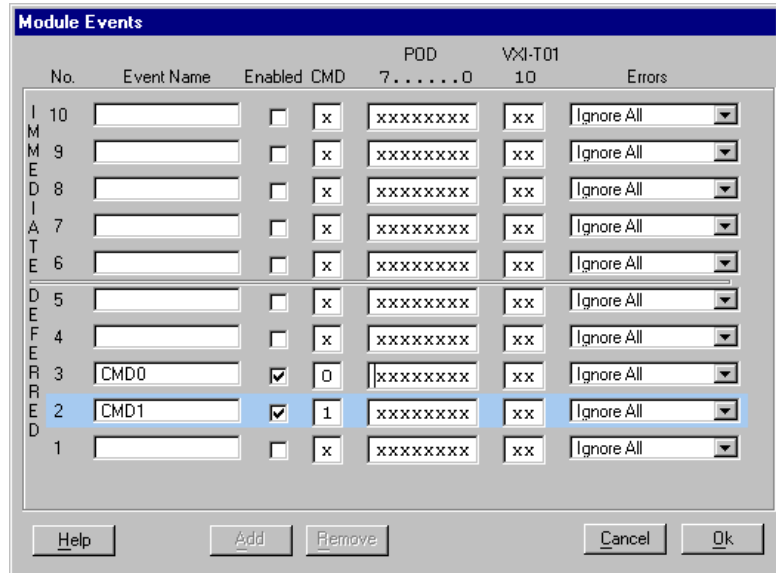 Module Events
POD VXI-T01
No. Event Name Enabled CMD 7......0 10 Errors
IMMEDIATE
10 x xxxxxxxx xx Ignore All
9 x xxxxxxxx xx Ignore All
8 x xxxxxxxx xx Ignore All
7 x xxxxxxxx xx Ignore All
6 x xxxxxxxx xx Ignore All
DEFERRED
5 x xxxxxxxx xx Ignore All
4 x xxxxxxxx xx Ignore All
3 CMD0 0 xxxxxxxx xx Ignore All
2 CMD1 1 xxxxxxxx xx Ignore All
1 x xxxxxxxx xx Ignore All
Help Add Remove Cancel Ok